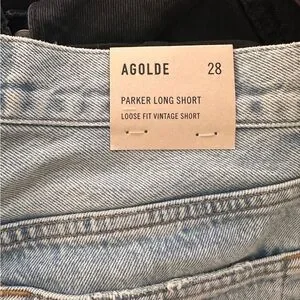 AGOLDE 28
PARKER LONG SHORT
LOOSE FIT VINTAGE SHORT